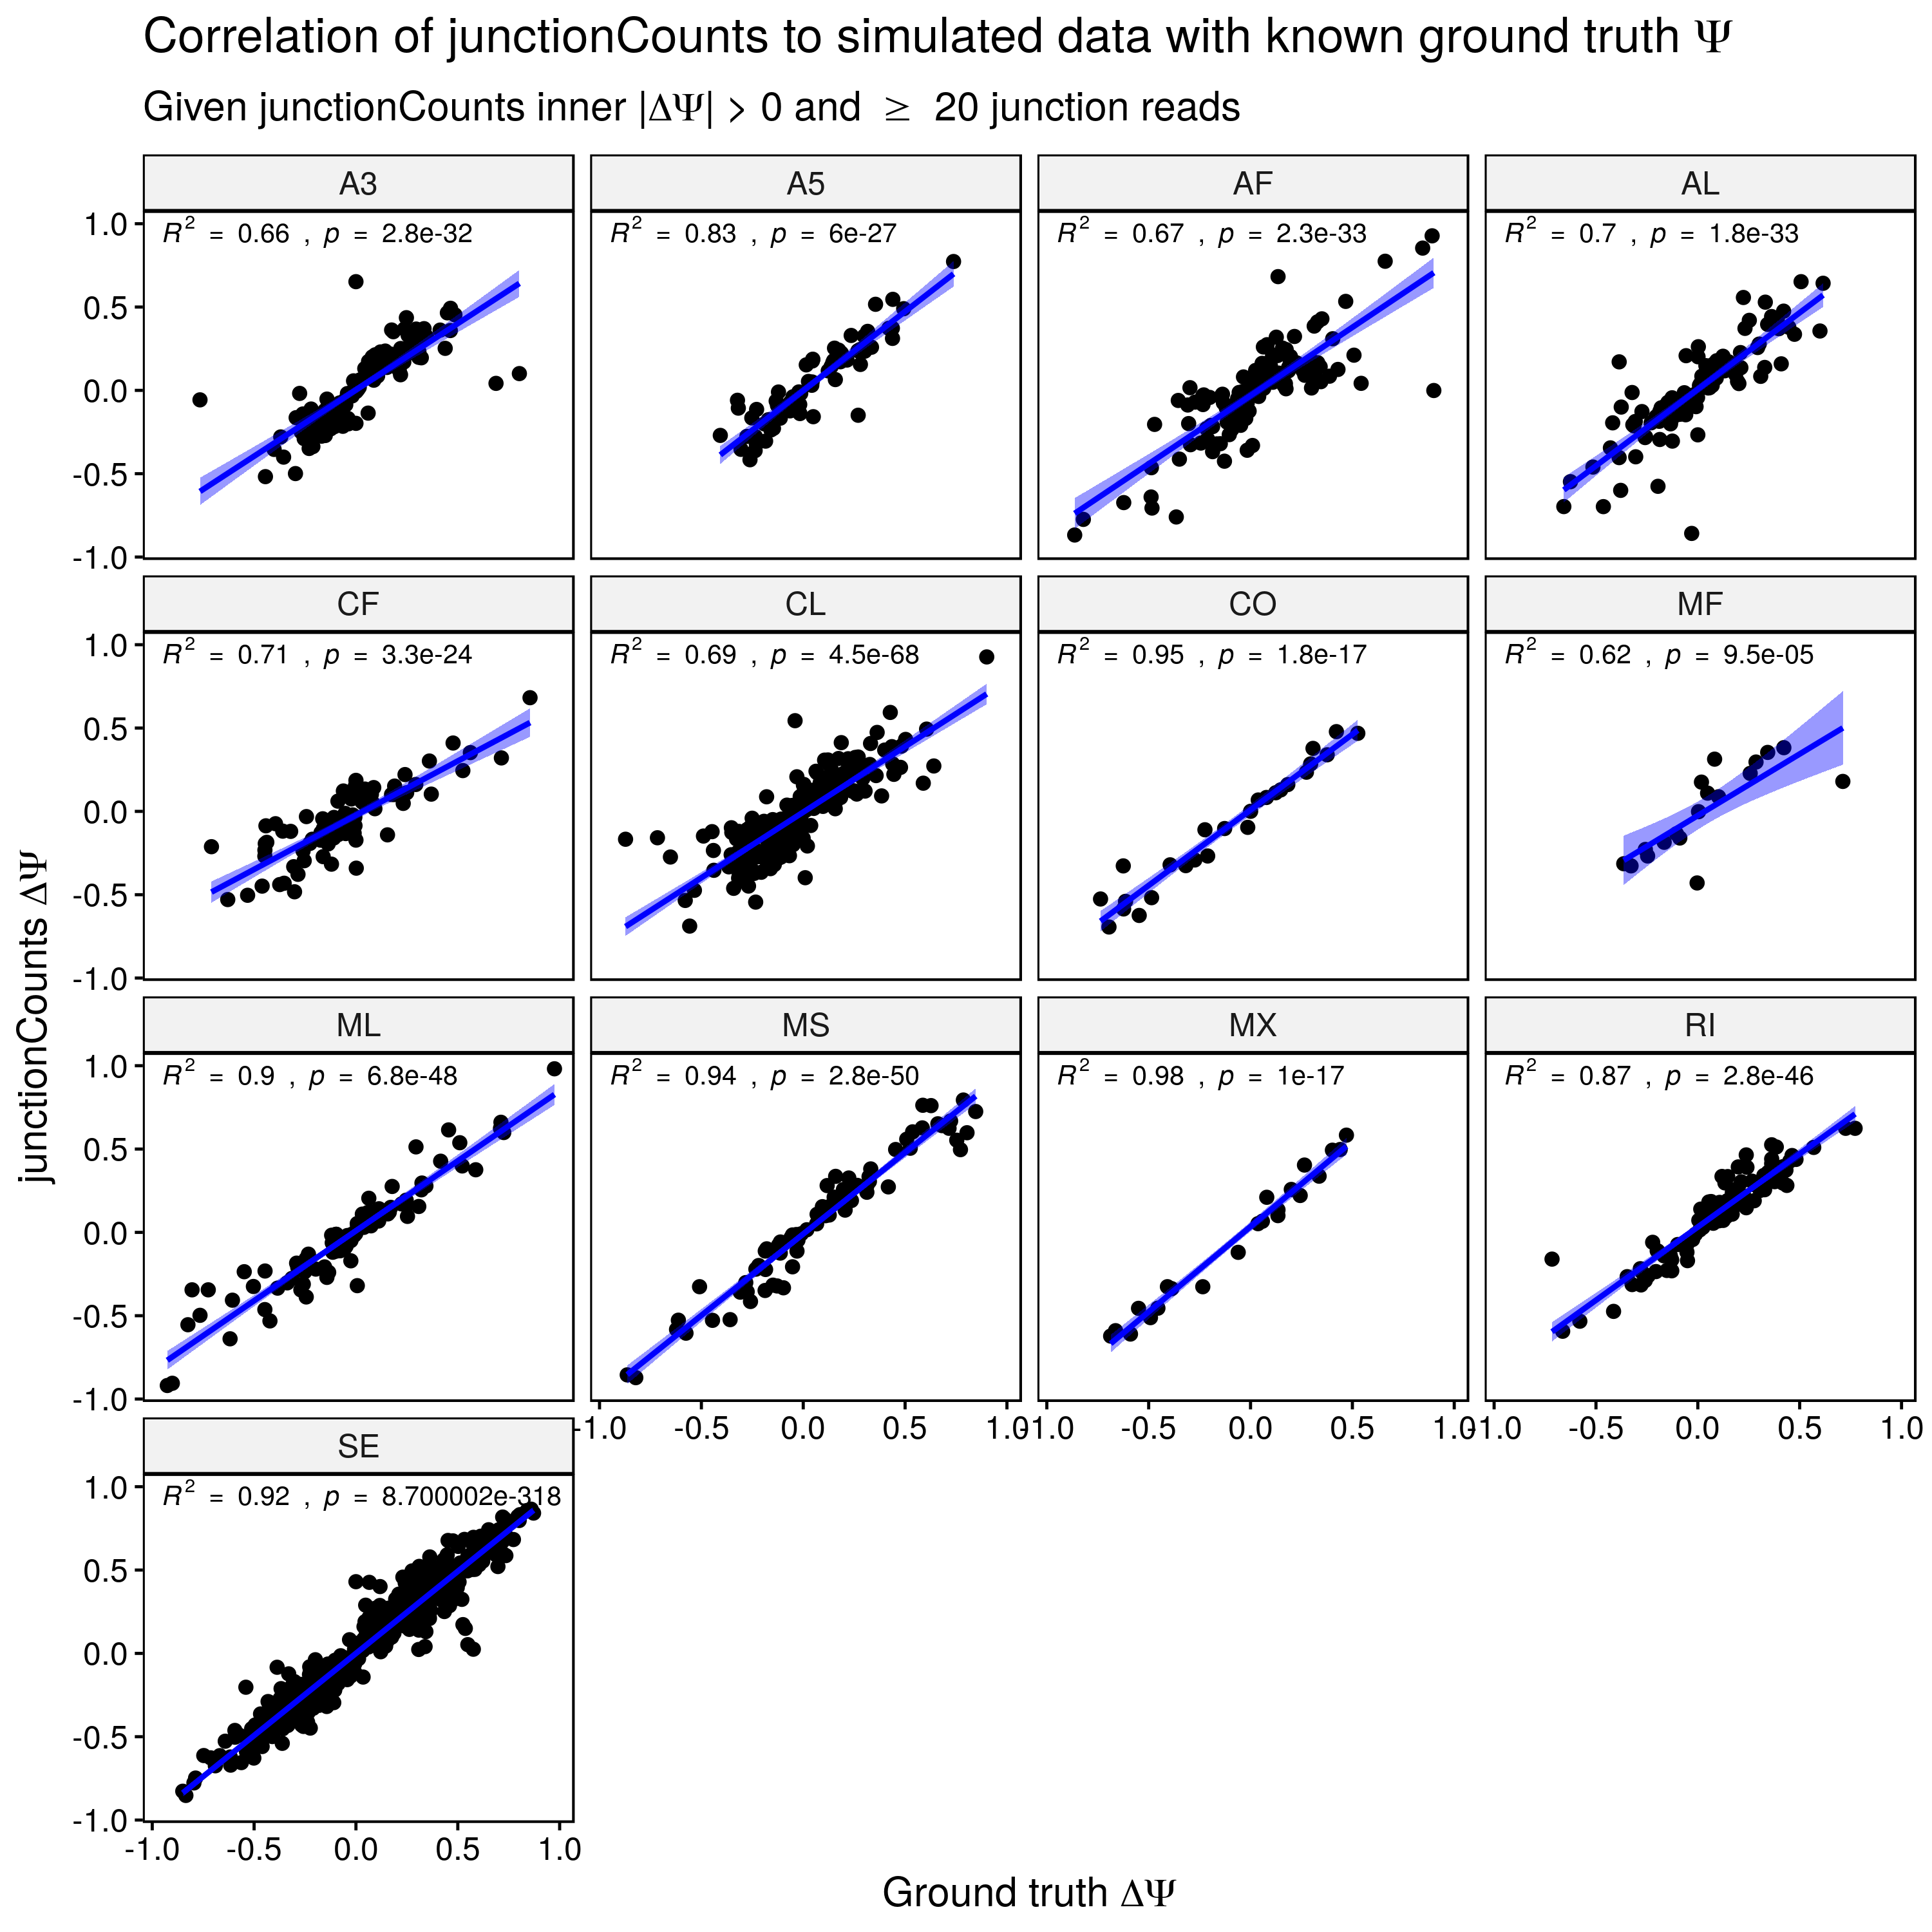 Correlation of junctionCounts to simulated data with known ground truth Ψ
Given junctionCounts inner |ΔΨ| > 0 and ≥ 20 junction reads
A3 A5 AF AL
R² = 0.66 , p = 2.8e-32
R² = 0.83 , p = 6e-27
R² = 0.67 , p = 2.3e-33
R² = 0.7 , p = 1.8e-33
1.0
0.5
0.0
-0.5
-1.0
CF CL CO MF
R² = 0.71 , p = 3.3e-24
R² = 0.69 , p = 4.5e-68
R² = 0.95 , p = 1.8e-17
R² = 0.62 , p = 9.5e-05
1.0
0.5
0.0
-0.5
-1.0
junctionCounts ΔΨ
ML MS MX RI
R² = 0.9 , p = 6.8e-48
R² = 0.94 , p = 2.8e-50
R² = 0.98 , p = 1e-17
R² = 0.87 , p = 2.8e-46
1.0
0.5
0.0
-0.5
-1.0
-1.0 -0.5 0.0 0.5 1.0
-1.0 -0.5 0.0 0.5 1.0
-1.0 -0.5 0.0 0.5 1.0
SE
R² = 0.92 , p = 8.700002e-318
1.0
0.5
0.0
-0.5
-1.0
-1.0 -0.5 0.0 0.5 1.0
Ground truth ΔΨ